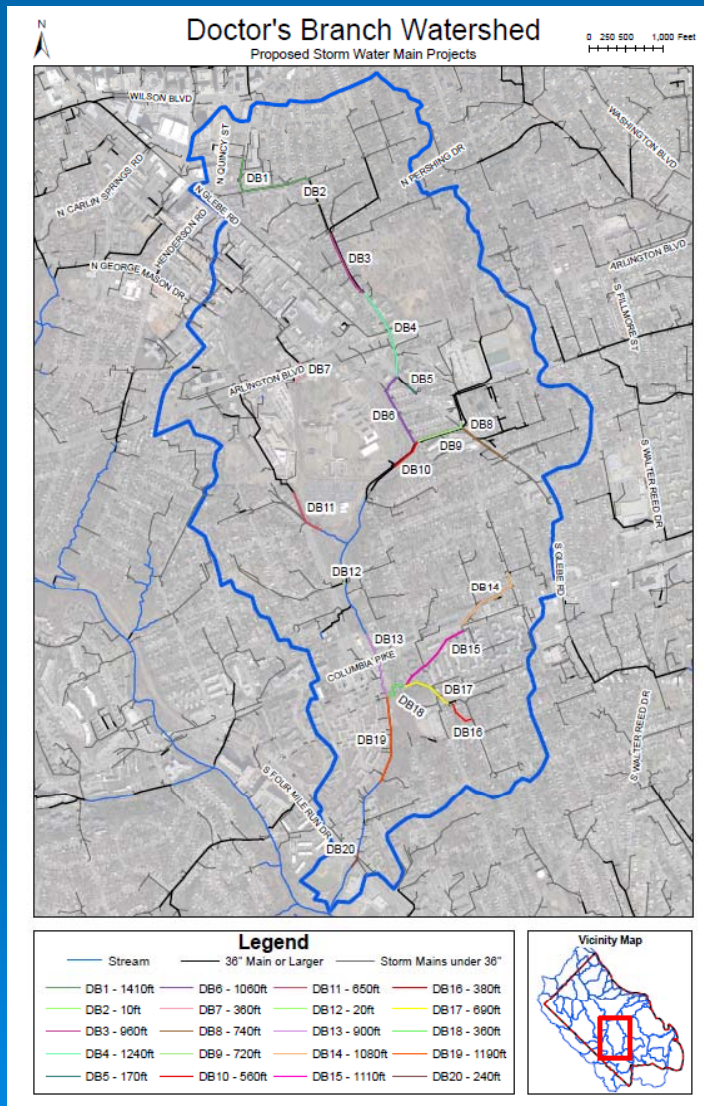 Doctor's Branch Watershed
Proposed Storm Water Main Projects
N
0 250 500 1,000 Feet
WILSON BLVD
N QUINCY ST
WASHINGTON BLVD
N CARLIN SPRINGS RD
N PERSHING DR
DB1
DB2
N GLEBE RD
HENDERSON RD
ARLINGTON BLVD
DB3
N GEORGE MASON DR
S FILLMORE ST
DB4
ARLINGTON BLVD
DB7
DB5
DB6
DB8
DB9
S WALTER REED DR
DB10
DB11
S GLEBE RD
DB12
DB14
DB13
DB15
COLUMBIA PIKE
DB17
DB18
DB16
S WALTER REED DR
DB19
S FOUR MILE RUN DR
DB20
Legend
Stream 36" Main or Larger Storm Mains under 36"
DB1 - 1410ft DB6 - 1060ft DB11 - 650ft DB16 - 380ft
DB2 - 10ft DB7 - 360ft DB12 - 20ft DB17 - 690ft
DB3 - 960ft DB8 - 740ft DB13 - 900ft DB18 - 360ft
DB4 - 1240ft DB9 - 720ft DB14 - 1080ft DB19 - 1190ft
DB5 - 170ft DB10 - 560ft DB15 - 1110ft DB20 - 240ft
Vicinity Map